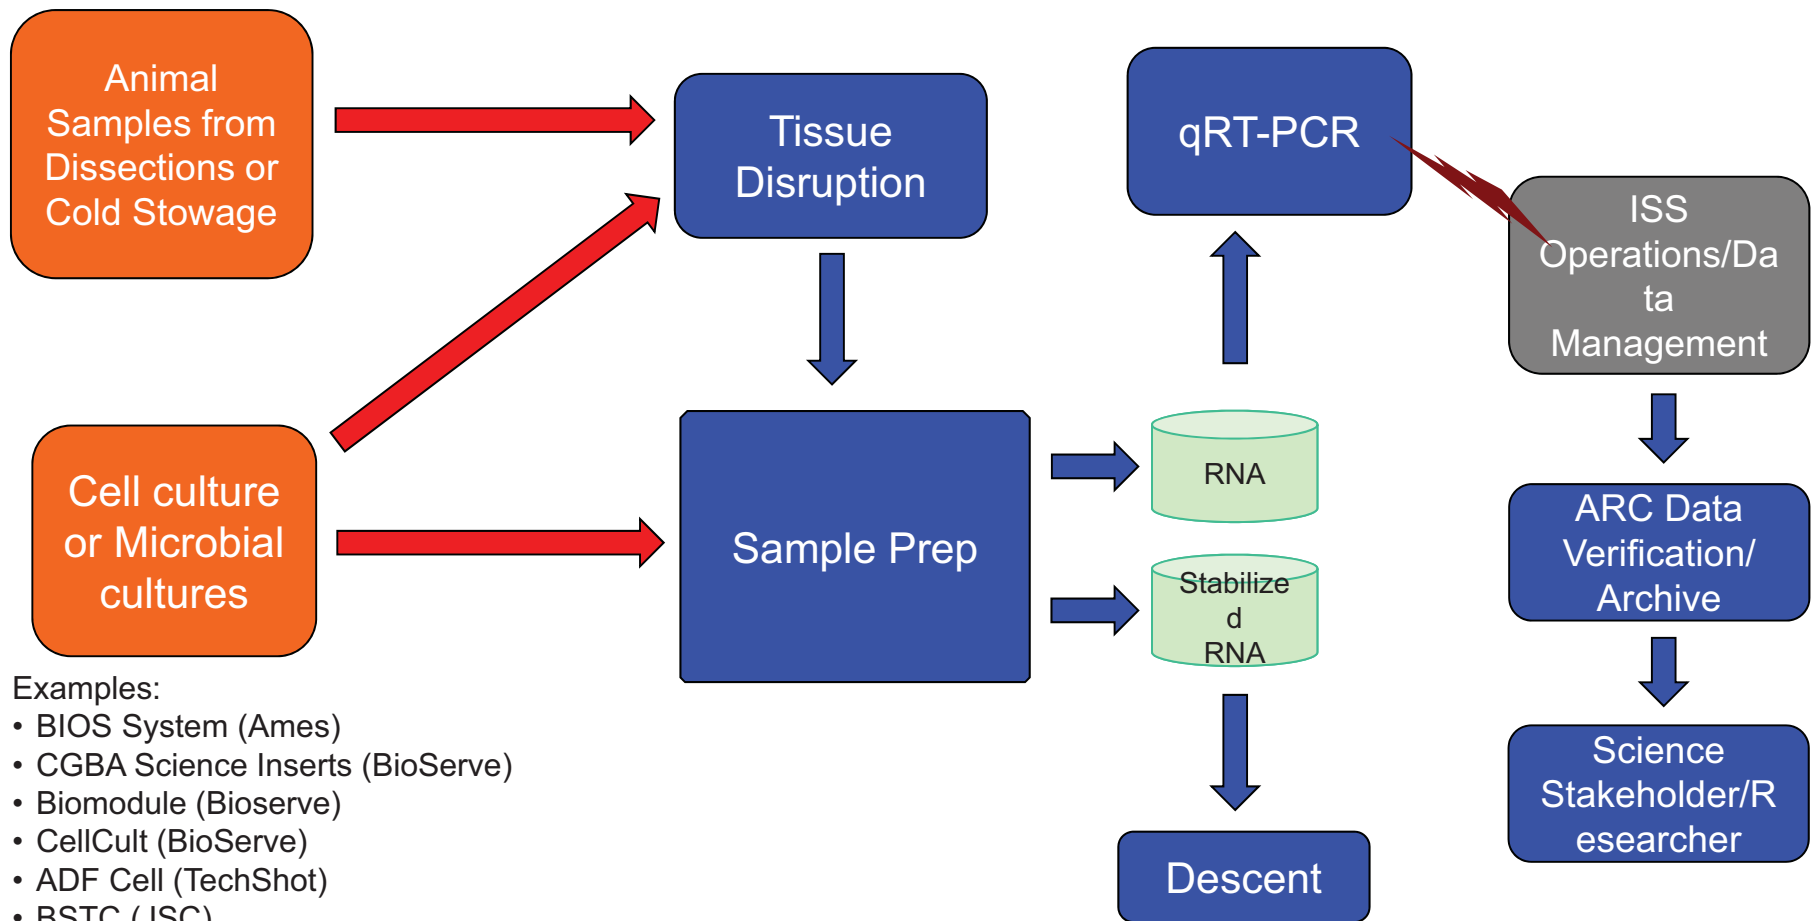 Animal
Samples from
Dissections or
Cold Stowage
Tissue
Disruption
qRT-PCR
ISS
Operations/Da
ta
Management
Cell culture
or Microbial
cultures
Sample Prep
RNA
Stabilize
d
RNA
ARC Data
Verification/
Archive
Science
Stakeholder/R
esearcher
Descent
Examples:
• BIOS System (Ames)
• CGBA Science Inserts (BioServe)
• Biomodule (Bioserve)
• CellCult (BioServe)
• ADF Cell (TechShot)
• BSTC (JSC)